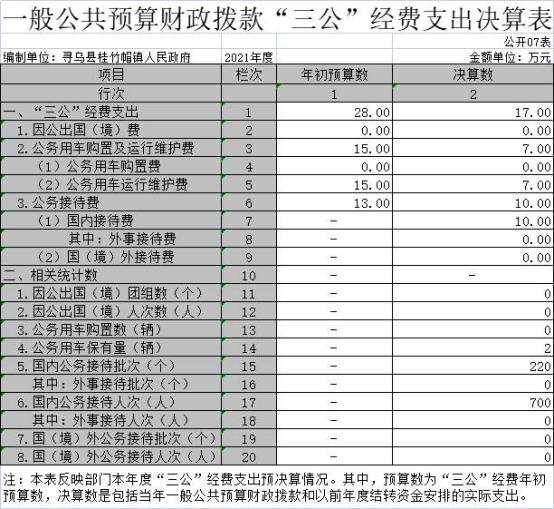 一般公共预算财政拨款“三公”经费支出决算表
公开07表
编制单位：寻乌县桂竹帽镇人民政府 2021年度 金额单位：万元
项目 栏次 年初预算数 决算数
行次 1 2
一、“三公”经费支出 1 28.00 17.00
1.因公出国（境）费 2 0.00 0.00
2.公务用车购置及运行维护费 3 15.00 7.00
（1）公务用车购置费 4 0.00 0.00
（2）公务用车运行维护费 5 15.00 7.00
3.公务接待费 6 13.00 10.00
（1）国内接待费 7 - 10.00
其中：外事接待费 8 - 0.00
（2）国（境）外接待费 9 - 0.00
二、相关统计数 10 - -
1.因公出国（境）团组数（个） 11 - 0
2.因公出国（境）人次数（人） 12 - 0
3.公务用车购置数（辆） 13 - 0
4.公务用车保有量（辆） 14 - 2
5.国内公务接待批次（个） 15 - 220
其中：外事接待批次（个） 16 - 0
6.国内公务接待人次（人） 17 - 700
其中：外事接待人次（人） 18 - 0
7.国（境）外公务接待批次（个） 19 - 0
8.国（境）外公务接待人次（人） 20 - 0
注：本表反映部门本年度“三公”经费支出预决算情况。其中，预算数为“三公”经费年初
预算数，决算数是包括当年一般公共预算财政拨款和以前年度结转资金安排的实际支出。